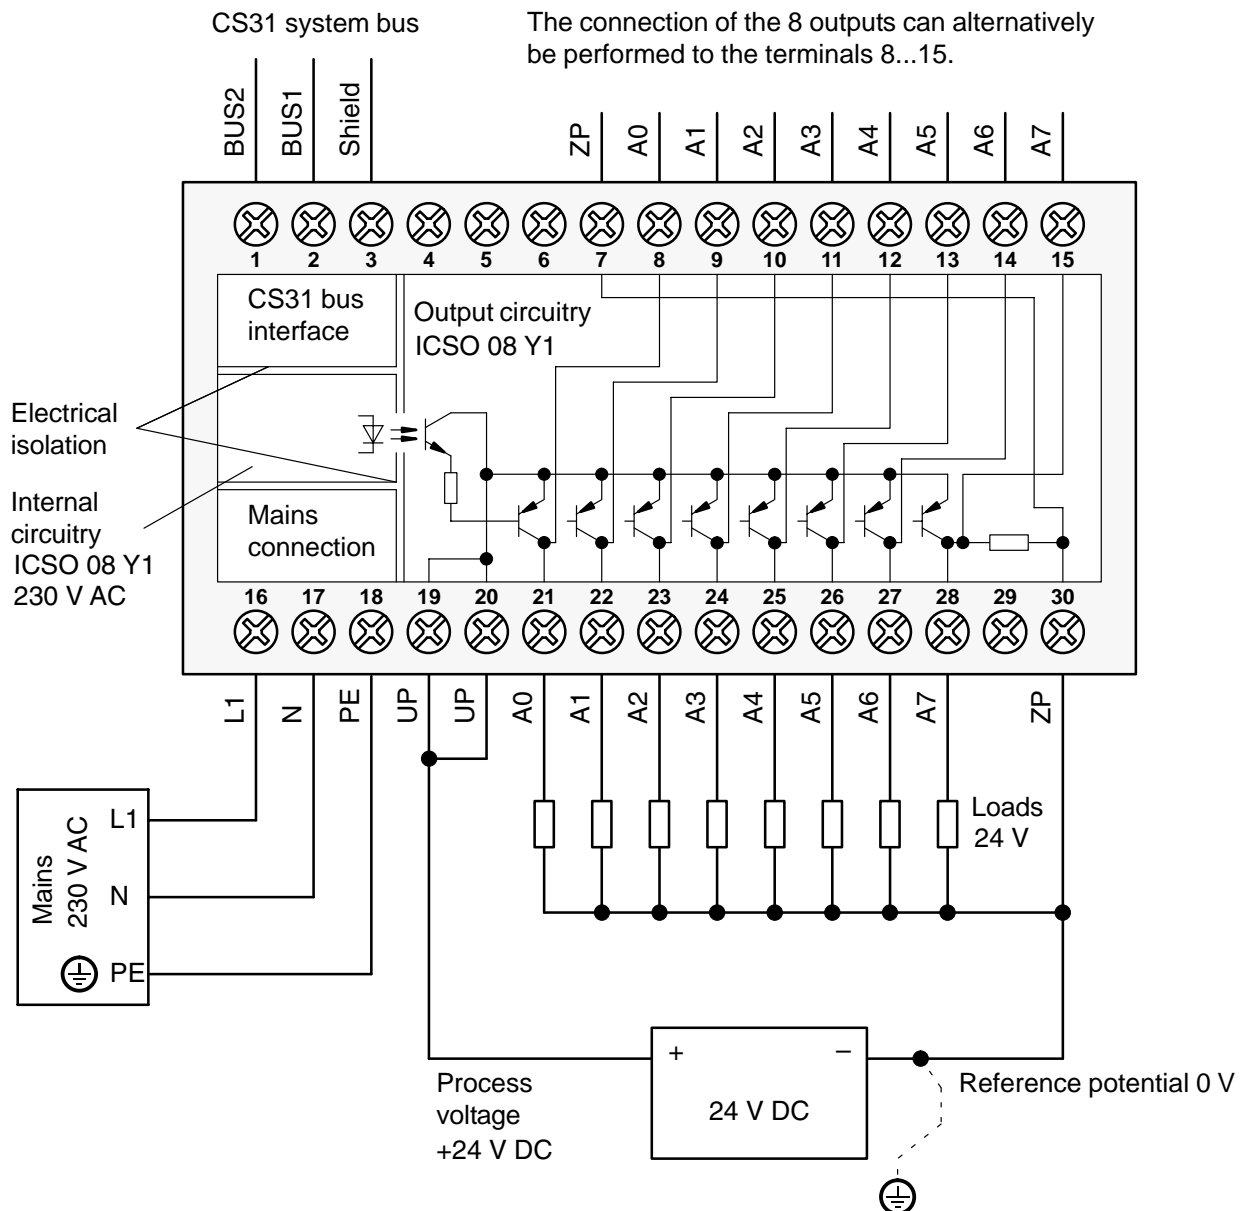 CS31 system bus
The connection of the 8 outputs can alternatively
be performed to the terminals 8...15.
BUS2
BUS1
Shield
ZP
A0
A1
A2
A3
A4
A5
A6
A7
1 2 3 4 5 6 7 8 9 10 11 12 13 14 15
CS31 bus
interface
Output circuitry
ICSO 08 Y1
Electrical
isolation
Internal
circuitry
ICSO 08 Y1
230 V AC
Mains
connection
16 17 18 19 20 21 22 23 24 25 26 27 28 29 30
L1
N
PE
UP
UP
A0
A1
A2
A3
A4
A5
A6
A7
ZP
Mains
230 V AC
L1
N
PE
Loads
24 V
+
–
24 V DC
Process
voltage
+24 V DC
Reference potential 0 V